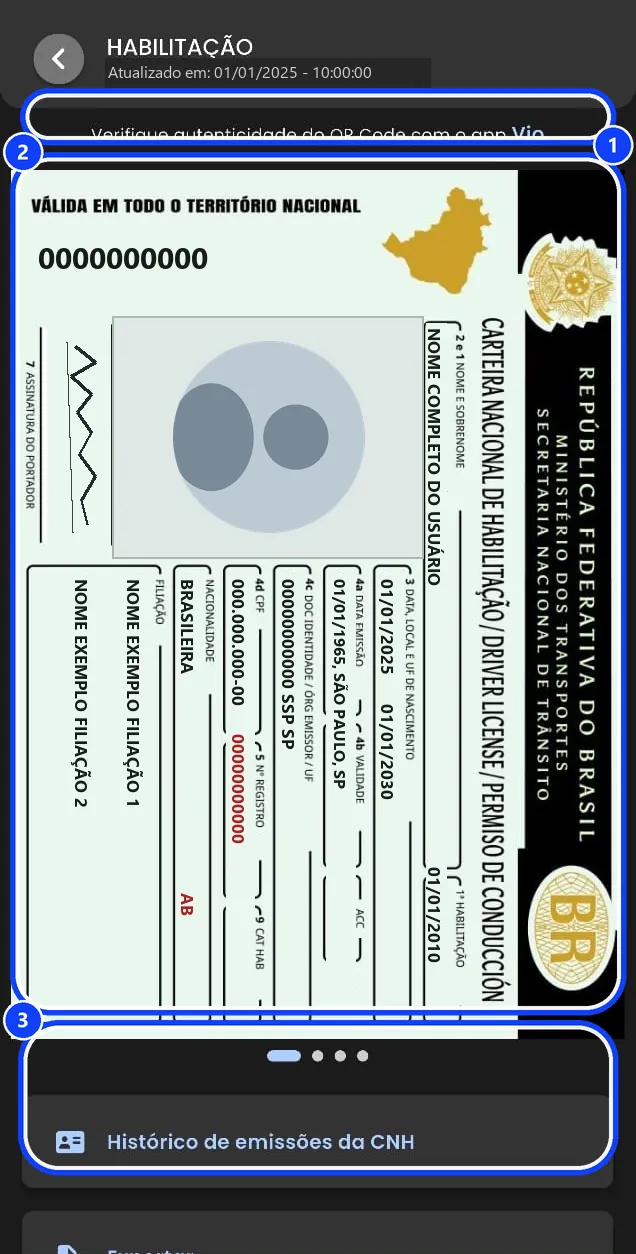 HABILITAÇÃO
Atualizado em: 01/01/2025 - 10:00:00
Verifique autenticidade do QR Code com o app Vio
1
2
VÁLIDA EM TODO O TERRITÓRIO NACIONAL
0000000000
REPÚBLICA FEDERATIVA DO BRASIL
MINISTÉRIO DOS TRANSPORTES
SECRETARIA NACIONAL DE TRÂNSITO
BR
CARTEIRA NACIONAL DE HABILITAÇÃO / DRIVER LICENSE / PERMISO DE CONDUCCIÓN
2 e 1 NOME E SOBRENOME
NOME COMPLETO DO USUÁRIO
1ª HABILITAÇÃO
01/01/2010
3 DATA, LOCAL E UF DE NASCIMENTO
01/01/2025 01/01/2030
4a DATA EMISSÃO
4b VALIDADE
ACC
01/01/1965, SÃO PAULO, SP
4c DOC IDENTIDADE / ÓRG EMISSOR / UF
00000000000 SSP SP
4d CPF
000.000.000-00
5 Nº REGISTRO
00000000000
9 CAT HAB
AB
NACIONALIDADE
BRASILEIRA
FILIAÇÃO
NOME EXEMPLO FILIAÇÃO 1
NOME EXEMPLO FILIAÇÃO 2
7 ASSINATURA DO PORTADOR
3
Histórico de emissões da CNH